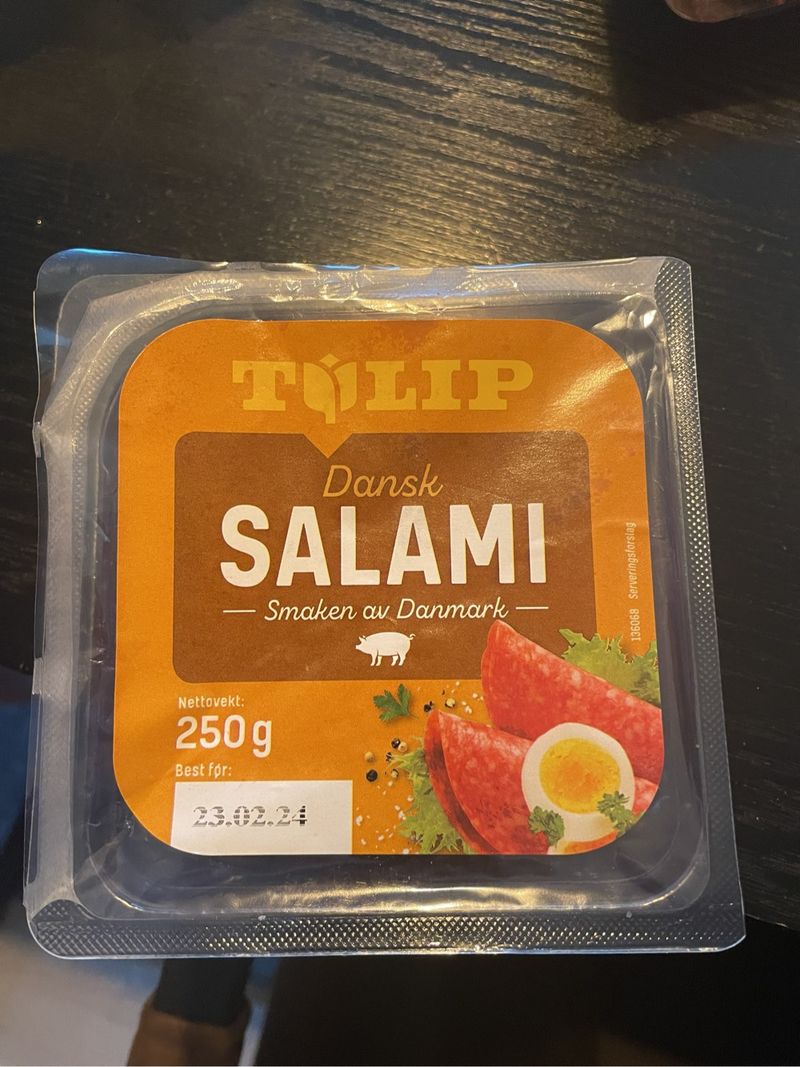 TULIP
Dansk
SALAMI
Smaken av Danmark
Nettovekt:
250g
Best før:
23.02.24
136068 Serveringsforslag